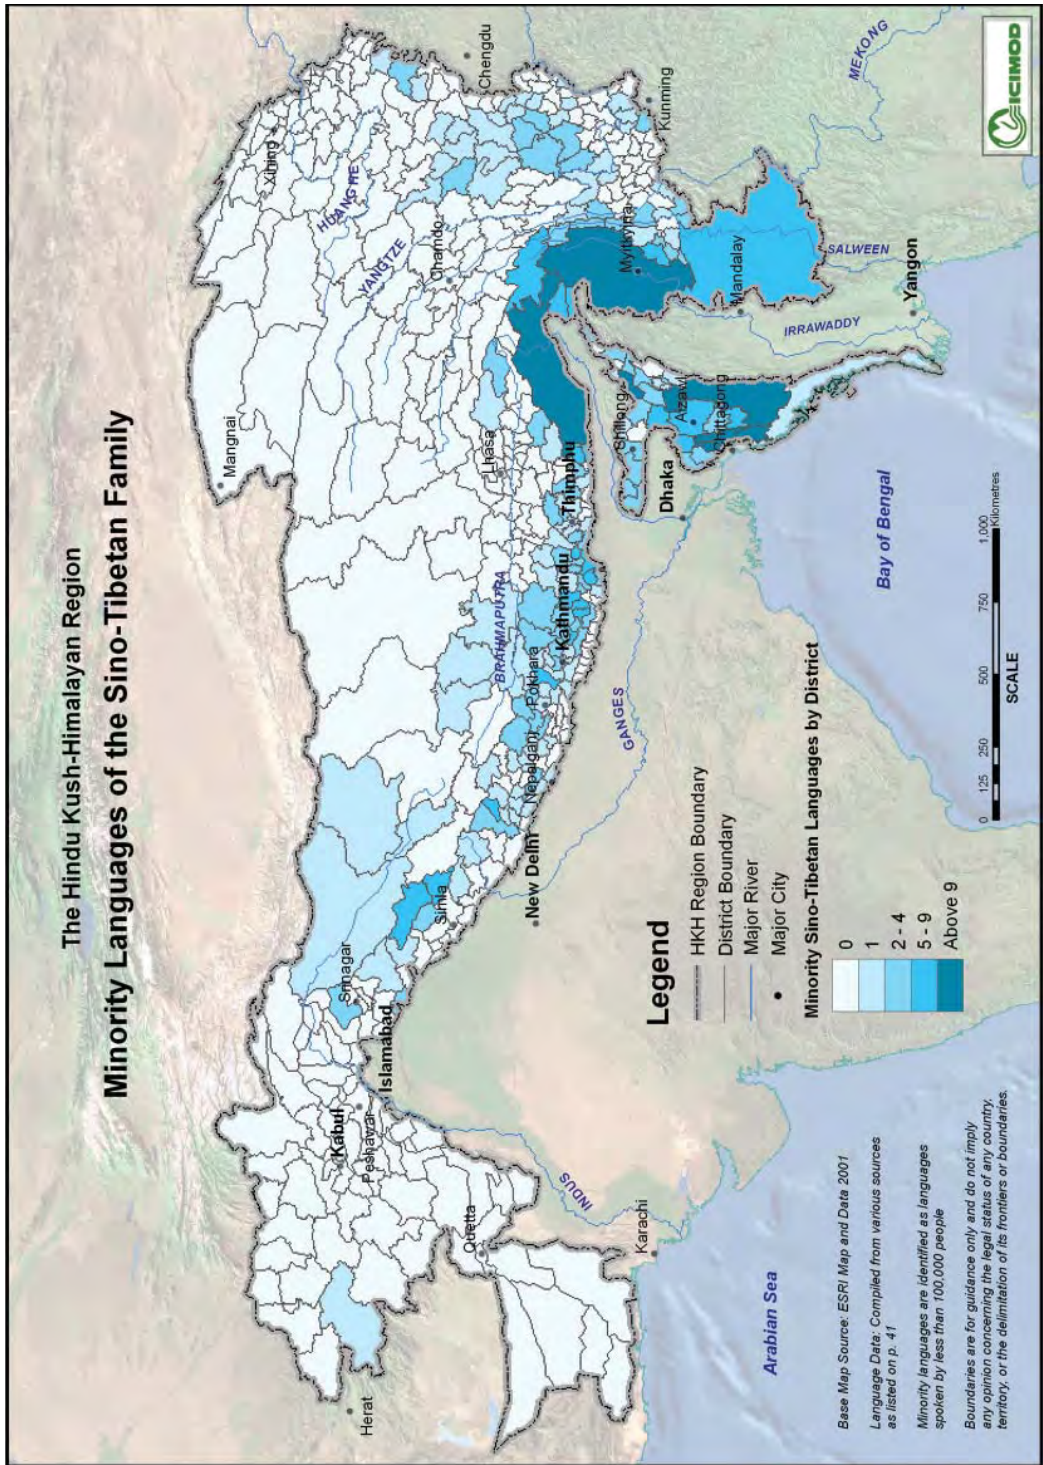 The Hindu Kush-Himalayan Region
Minority Languages of the Sino-Tibetan Family
Mangnai
Xining
HUANG HE
YANGTZE
Chamdo
Chengdu
Kunming
MEKONG
Lhasa
BRAHMAPUTRA
Myitkyina
Mandalay
SALWEEN
IRRAWADDY
Yangon
Shillong
Aizawl
Chittagong
Dhaka
Thimphu
Kathmandu
Pokhara
Nepalganj
GANGES
New Delhi
Simla
Srinagar
Islamabad
Kabul
Peshawar
Quetta
Herat
INDUS
Karachi
Arabian Sea
Bay of Bengal
Legend
HKH Region Boundary
District Boundary
Major River
Major City
Minority Sino-Tibetan Languages by District
0
1
2 - 4
5 - 9
Above 9
0 125 250 500 750 1,000
Kilometres
SCALE
Base Map Source: ESRI Map and Data 2001
Language Data: Compiled from various sources
as listed on p. 41
Minority languages are identified as languages
spoken by less than 100,000 people
Boundaries are for guidance only and do not imply
any opinion concerning the legal status of any country,
territory, or the delimitation of its frontiers or boundaries.
ICIMOD